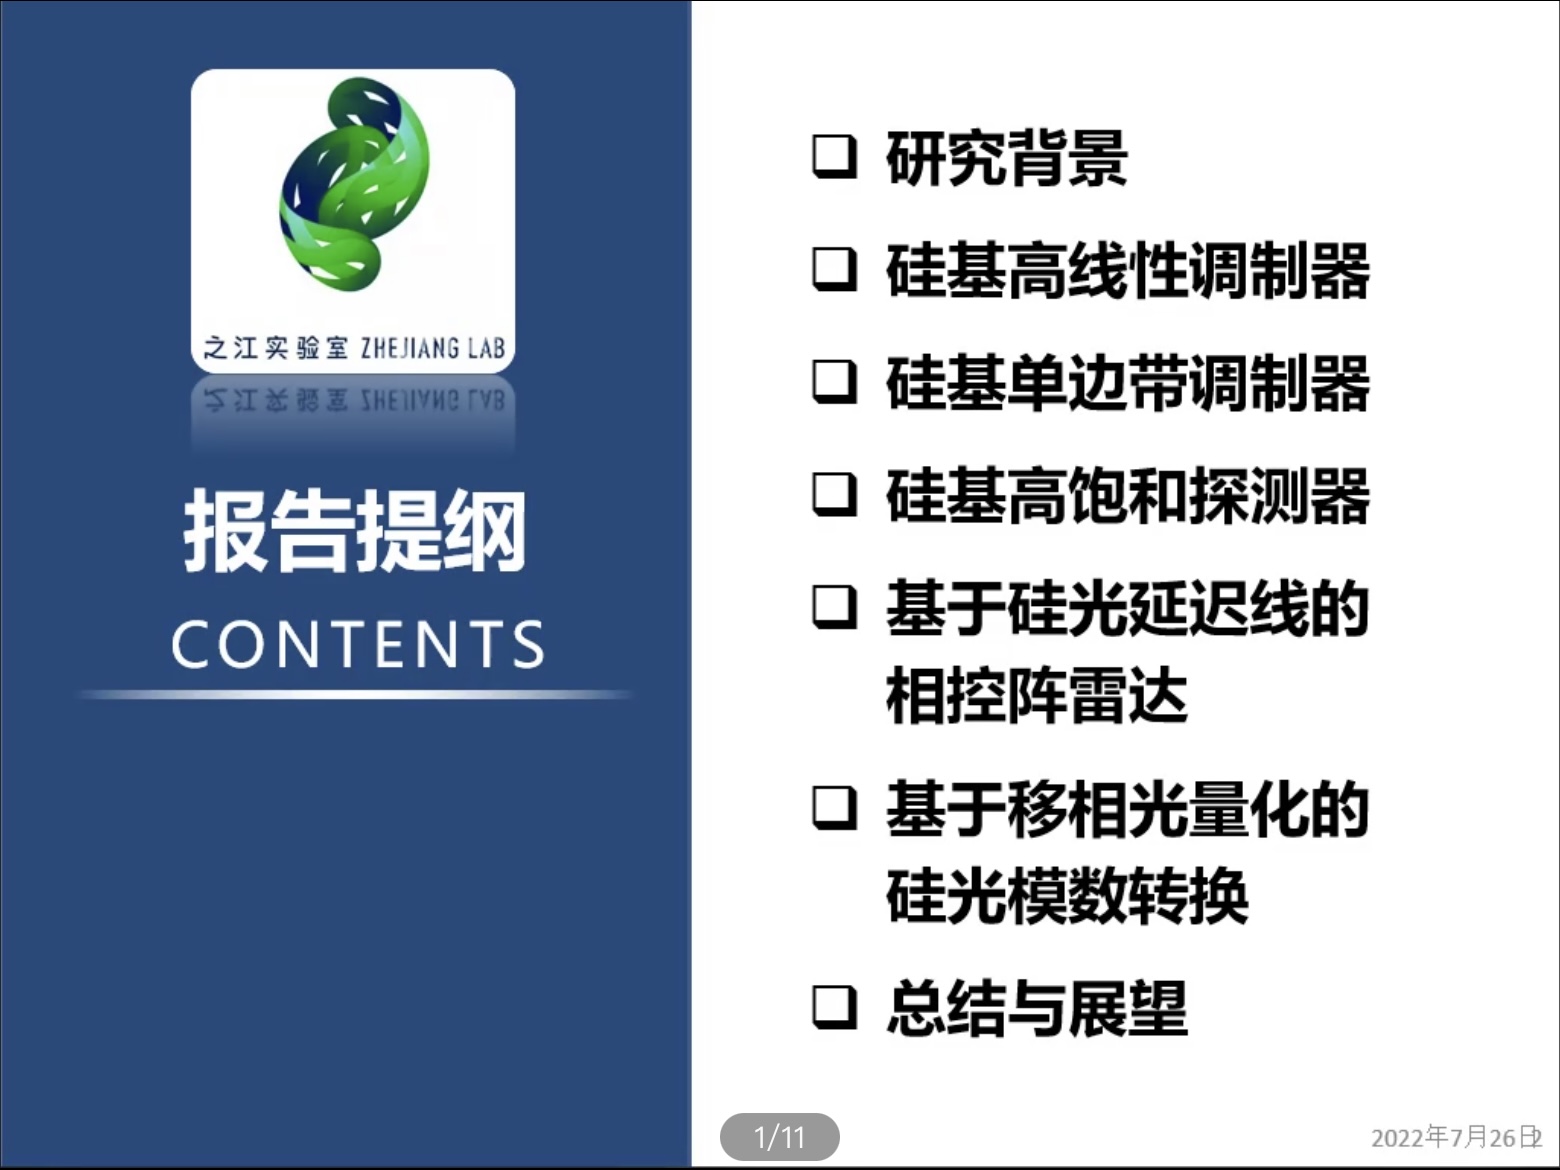 之江实验室 ZHEJIANG LAB
报告提纲
CONTENTS
研究背景
硅基高线性调制器
硅基单边带调制器
硅基高饱和探测器
基于硅光延迟线的
相控阵雷达
基于移相光量化的
硅光模数转换
总结与展望
1/11
2022年7月26日2